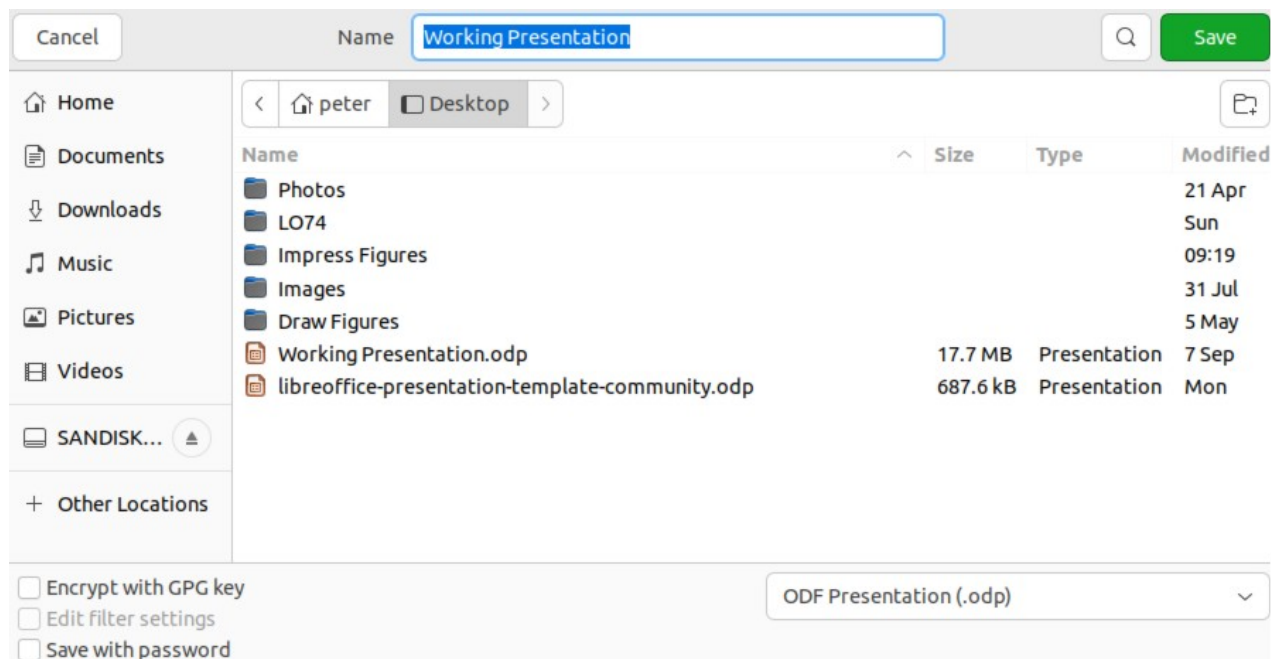 Cancel Name Working Presentation Save
Home
Documents
Downloads
Music
Pictures
Videos
SANDISK...
Other Locations
peter Desktop
Name Size Type Modified
Photos 21 Apr
LO74 Sun
Impress Figures 09:19
Images 31 Jul
Draw Figures 5 May
Working Presentation.odp 17.7 MB Presentation 7 Sep
libreoffice-presentation-template-community.odp 687.6 kB Presentation Mon
Encrypt with GPG key
Edit filter settings
Save with password
ODF Presentation (.odp)